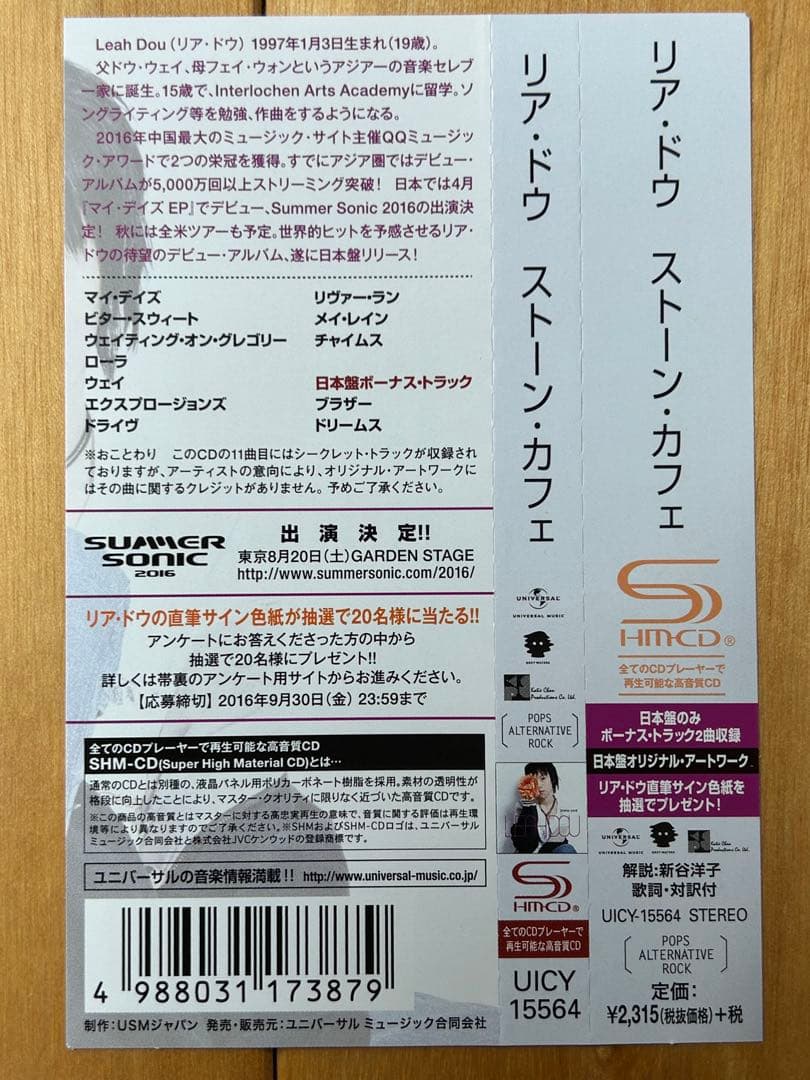 Leah Dou（リア・ドウ）1997年1月3日生まれ（19歳）。
父ドウ・ウェイ、母フェイ・ウォンというアジアーの音楽セレブ
一家に誕生。15歳で、Interlochen Arts Academyに留学。ソ
ングライティング等を勉強、作曲をするようになる。
2016年中国最大のミュージック・サイト主催QQミュージッ
ク・アワードで2つの栄冠を獲得。すでにアジア圏ではデビュー・
アルバムが5,000万回以上ストリーミング突破！ 日本では4月
『マイ・デイズ EP』でデビュー、Summer Sonic 2016の出演決
定！ 秋には全米ツアーも予定。世界的ヒットを予感させるリア・
ドウの待望のデビュー・アルバム、遂に日本盤リリース！
マイ・デイズ
ビター・スウィート
ウェイティング・オン・グレゴリー
ローラ
ウェイ
エクスプロージョンズ
ドライヴ
リヴァー・ラン
メイ・レイン
チャイムス
日本盤ボーナス・トラック
ブラザー
ドリームス
※おことわり このCDの11曲目にはシークレット・トラックが収録され
ておりますが、アーティストの意向により、オリジナル・アートワークに
はその曲に関するクレジットがありません。予めご了承ください。
SUMMER
SONIC
2016
出演決定!!
東京8月20日（土）GARDEN STAGE
http://www.summersonic.com/2016/
リア・ドウの直筆サイン色紙が抽選で20名様に当たる!!
アンケートにお答えくださった方の中から
抽選で20名様にプレゼント!!
詳しくは帯裏のアンケート用サイトからお進みください。
【応募締切】2016年9月30日（金）23:59まで
全てのCDプレーヤーで再生可能な高音質CD
SHM-CD(Super High Material CD)とは…
通常のCDとは別種の、液晶パネル用ポリカーボネート樹脂を採用。素材の透明性が
格段に向上したことにより、マスター・クオリティに限りなく近づいた高音質CDです。
※この商品の高音質とはマスターに対する高忠実再生の意味で、音質に関する評価は再生環
境等により異なりますのでご了承ください。※SHMおよびSHM-CDロゴは、ユニバーサル
ミュージック合同会社と株式会社JVCケンウッドの登録商標です。
ユニバーサルの音楽情報満載!! http://www.universal-music.co.jp/
4 988031 173879
制作：USMジャパン 発売・販売元：ユニバーサル ミュージック合同会社
リア・ドウ ストーン・カフェ
UNIVERSAL
UNIVERSAL MUSIC
Katie Chan
Productions Co. Ltd.
POPS
ALTERNATIVE
ROCK
SHM-CD®
全てのCDプレーヤーで
再生可能な高音質CD
UICY
15564
リア・ドウ ストーン・カフェ
SHM-CD®
全てのCDプレーヤーで
再生可能な高音質CD
日本盤のみ
ボーナス・トラック2曲収録
日本盤オリジナル・アートワーク
リア・ドウ直筆サイン色紙を
抽選でプレゼント！
UNIVERSAL
UNIVERSAL MUSIC
Katie Chan
Productions Co. Ltd.
解説：新谷洋子
歌詞・対訳付
UICY-15564 STEREO
POPS
ALTERNATIVE
ROCK
定価：
¥2,315（税抜価格）+税